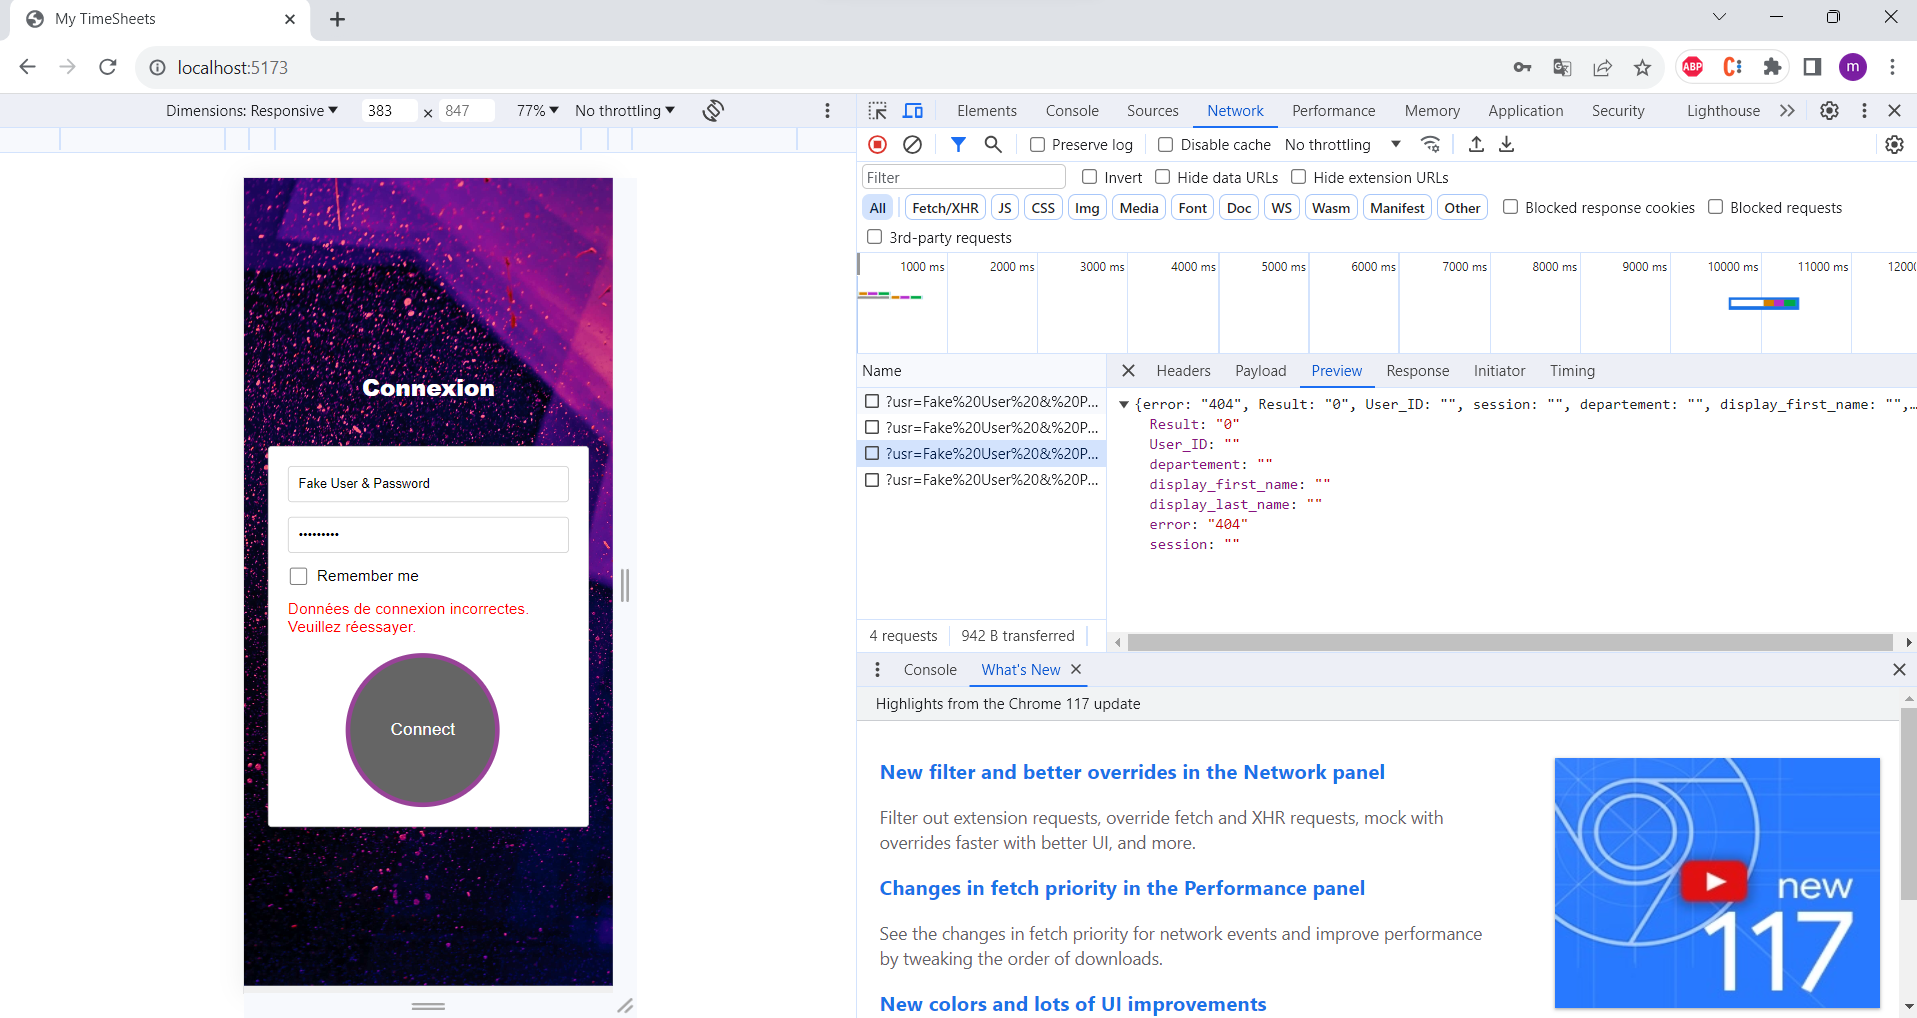 My TimeSheets
localhost:5173
ABP
m
Dimensions: Responsive
383 × 847
77%
No throttling
Elements Console Sources Network Performance Memory Application Security Lighthouse
Preserve log Disable cache No throttling
Filter Invert Hide data URLs Hide extension URLs
All Fetch/XHR JS CSS Img Media Font Doc WS Wasm Manifest Other Blocked response cookies Blocked requests
3rd-party requests
1000 ms 2000 ms 3000 ms 4000 ms 5000 ms 6000 ms 7000 ms 8000 ms 9000 ms 10000 ms 11000 ms 12000
Name
?usr=Fake%20User%20&%20P...
?usr=Fake%20User%20&%20P...
?usr=Fake%20User%20&%20P...
?usr=Fake%20User%20&%20P...
4 requests 942 B transferred
Headers Payload Preview Response Initiator Timing
{error: "404", Result: "0", User_ID: "", session: "", departement: "", display_first_name: "",…
Result: "0"
User_ID: ""
departement: ""
display_first_name: ""
display_last_name: ""
error: "404"
session: ""
Connexion
Fake User & Password
•••••••••
Remember me
Données de connexion incorrectes.
Veuillez réessayer.
Connect
Console What's New
Highlights from the Chrome 117 update
New filter and better overrides in the Network panel
Filter out extension requests, override fetch and XHR requests, mock with
overrides faster with better UI, and more.
Changes in fetch priority in the Performance panel
See the changes in fetch priority for network events and improve performance
by tweaking the order of downloads.
New colors and lots of UI improvements
new
117